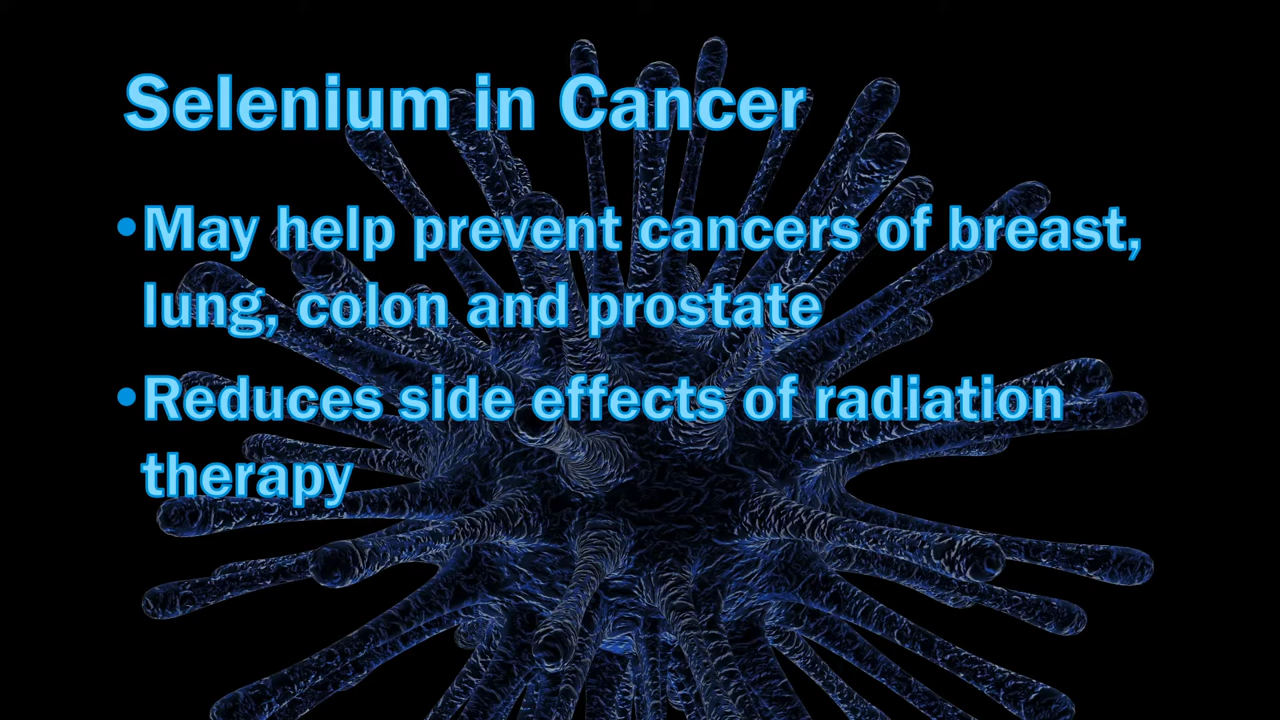 Selenium in Cancer
•May help prevent cancers of breast,
lung, colon and prostate
•Reduces side effects of radiation
therapy